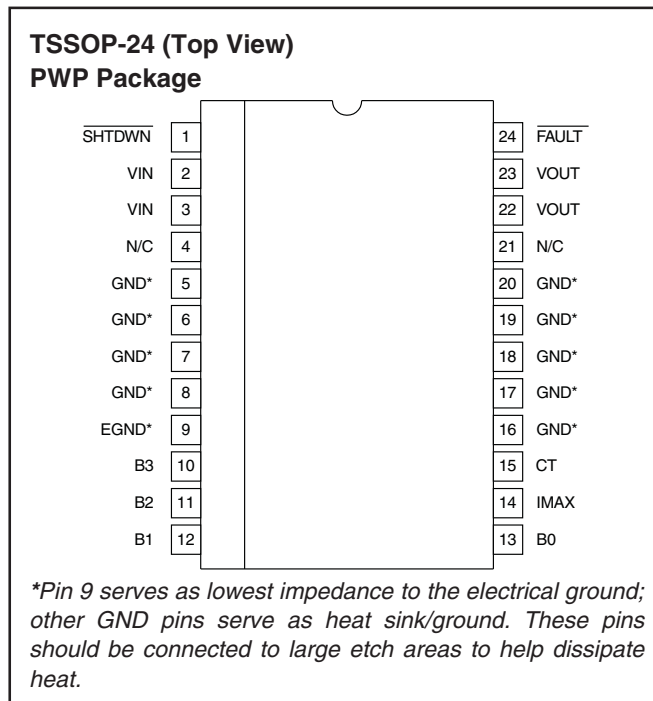 TSSOP-24 (Top View)
PWP Package
SHTDWN 1 24 FAULT
VIN 2 23 VOUT
VIN 3 22 VOUT
N/C 4 21 N/C
GND* 5 20 GND*
GND* 6 19 GND*
GND* 7 18 GND*
GND* 8 17 GND*
EGND* 9 16 GND*
B3 10 15 CT
B2 11 14 IMAX
B1 12 13 B0
*Pin 9 serves as lowest impedance to the electrical ground;
other GND pins serve as heat sink/ground. These pins
should be connected to large etch areas to help dissipate
heat.